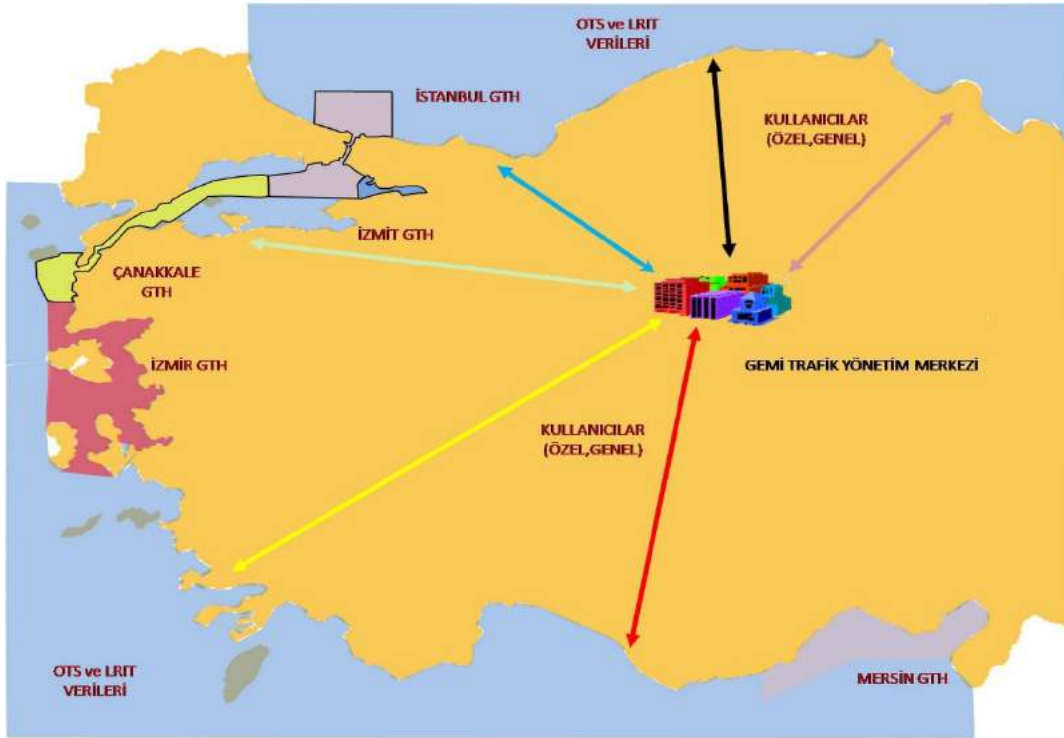 OTS ve LRIT
VERİLERİ
İSTANBUL GTH
KULLANICILAR
(ÖZEL,GENEL)
İZMİT GTH
ÇANAKKALE
GTH
İZMİR GTH
GEMİ TRAFİK YÖNETİM MERKEZİ
KULLANICILAR
(ÖZEL,GENEL)
OTS ve LRIT
VERİLERİ
MERSİN GTH